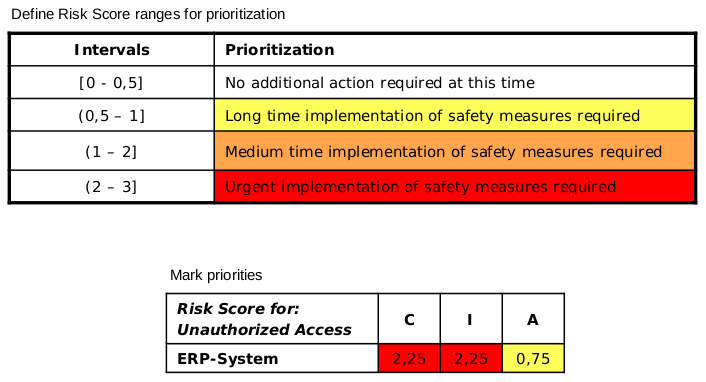 Define Risk Score ranges for prioritization
Intervals Prioritization
[0 - 0,5] No additional action required at this time
(0,5 – 1] Long time implementation of safety measures required
(1 – 2] Medium time implementation of safety measures required
(2 – 3] Urgent implementation of safety measures required
Mark priorities
Risk Score for:
Unauthorized Access C I A
ERP-System 2,25 2,25 0,75